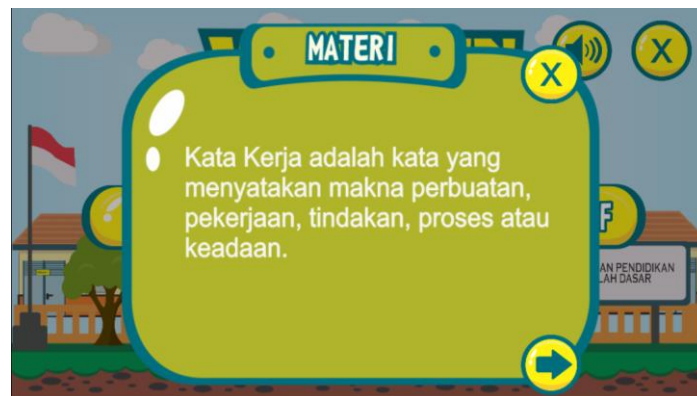 MATERI
X
X
Kata Kerja adalah kata yang
menyatakan makna perbuatan,
pekerjaan, tindakan, proses atau
keadaan.
F
AN PENDIDIKAN
LAH DASAR